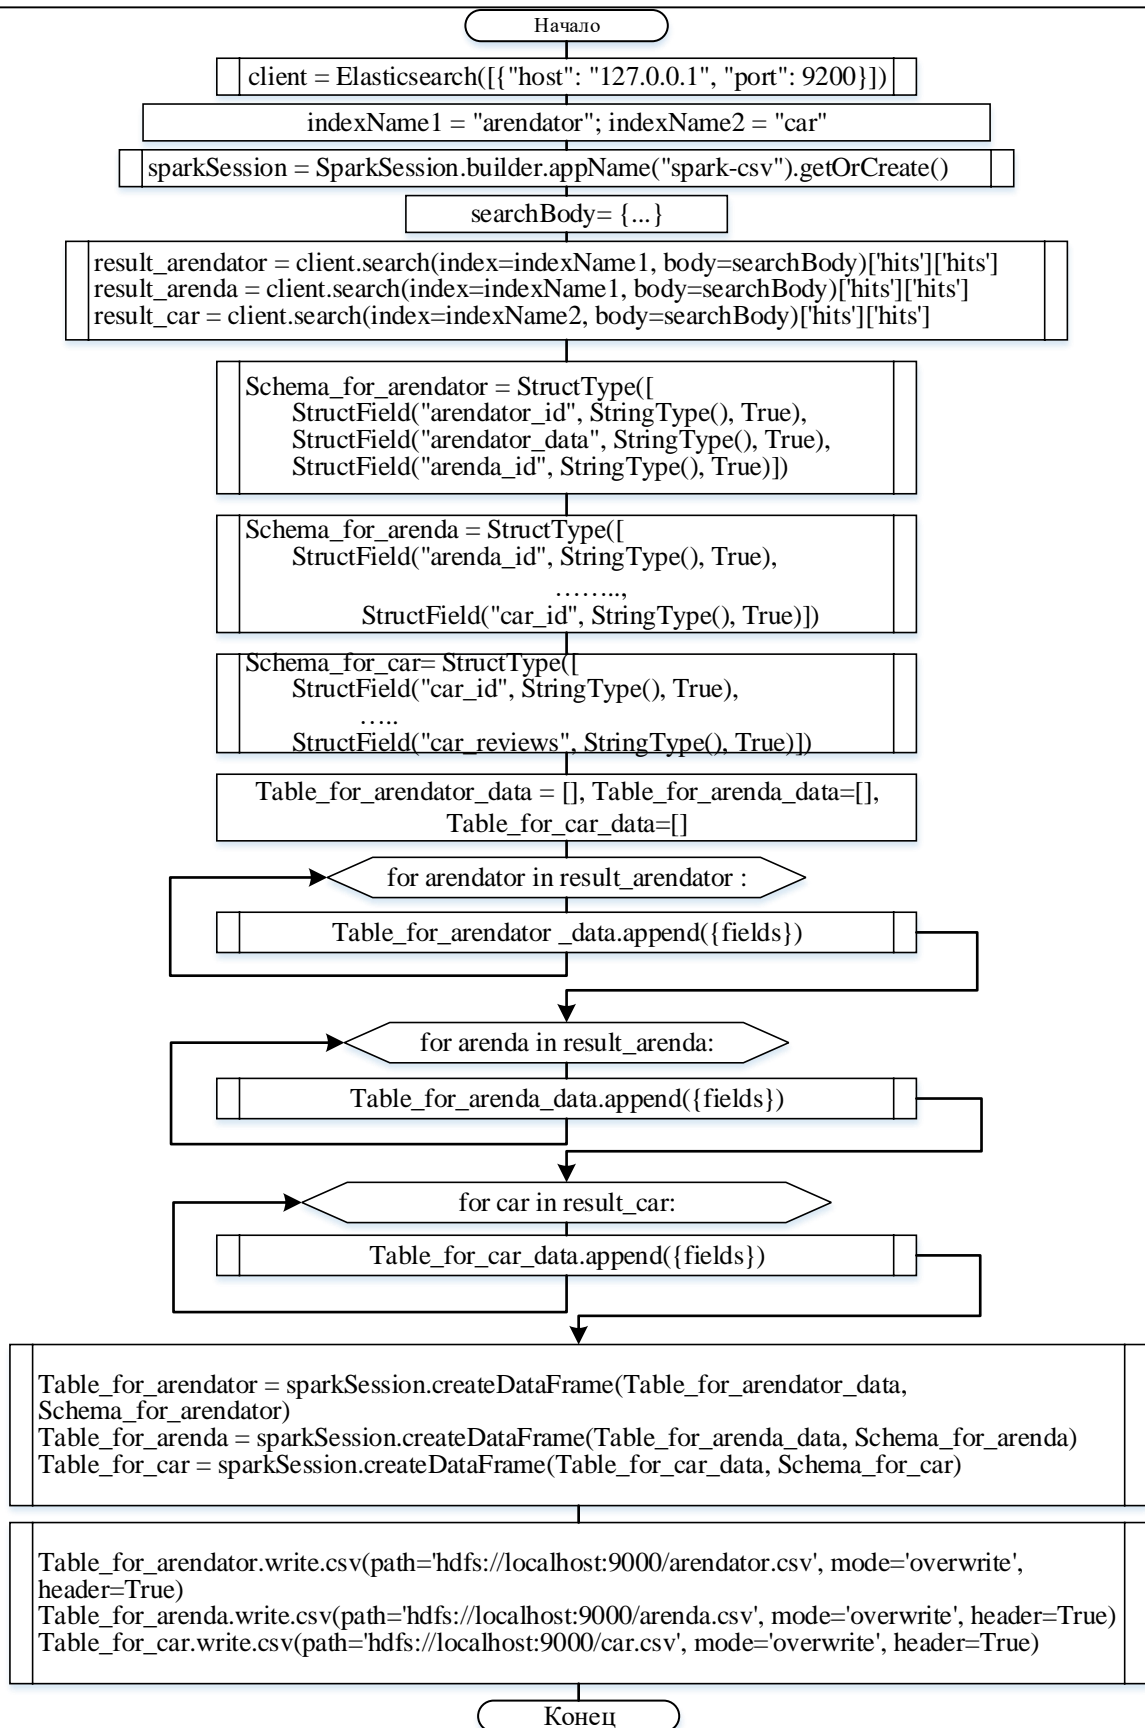 Начало
client = Elasticsearch([{"host": "127.0.0.1", "port": 9200}])
indexName1 = "arendator"; indexName2 = "car"
sparkSession = SparkSession.builder.appName("spark-csv").getOrCreate()
searchBody= {...}
result_arendator = client.search(index=indexName1, body=searchBody)['hits']['hits']
result_arenda = client.search(index=indexName1, body=searchBody)['hits']['hits']
result_car = client.search(index=indexName2, body=searchBody)['hits']['hits']
Schema_for_arendator = StructType([
StructField("arendator_id", StringType(), True),
StructField("arendator_data", StringType(), True),
StructField("arenda_id", StringType(), True)])
Schema_for_arenda = StructType([
StructField("arenda_id", StringType(), True),
……..,
StructField("car_id", StringType(), True)])
Schema_for_car= StructType([
StructField("car_id", StringType(), True),
…..
StructField("car_reviews", StringType(), True)])
Table_for_arendator_data = [], Table_for_arenda_data=[],
Table_for_car_data=[]
for arendator in result_arendator :
Table_for_arendator _data.append({fields})
for arenda in result_arenda:
Table_for_arenda_data.append({fields})
for car in result_car:
Table_for_car_data.append({fields})
Table_for_arendator = sparkSession.createDataFrame(Table_for_arendator_data,
Schema_for_arendator)
Table_for_arenda = sparkSession.createDataFrame(Table_for_arenda_data, Schema_for_arenda)
Table_for_car = sparkSession.createDataFrame(Table_for_car_data, Schema_for_car)
Table_for_arendator.write.csv(path='hdfs://localhost:9000/arendator.csv', mode='overwrite',
header=True)
Table_for_arenda.write.csv(path='hdfs://localhost:9000/arenda.csv', mode='overwrite', header=True)
Table_for_car.write.csv(path='hdfs://localhost:9000/car.csv', mode='overwrite', header=True)
Конец